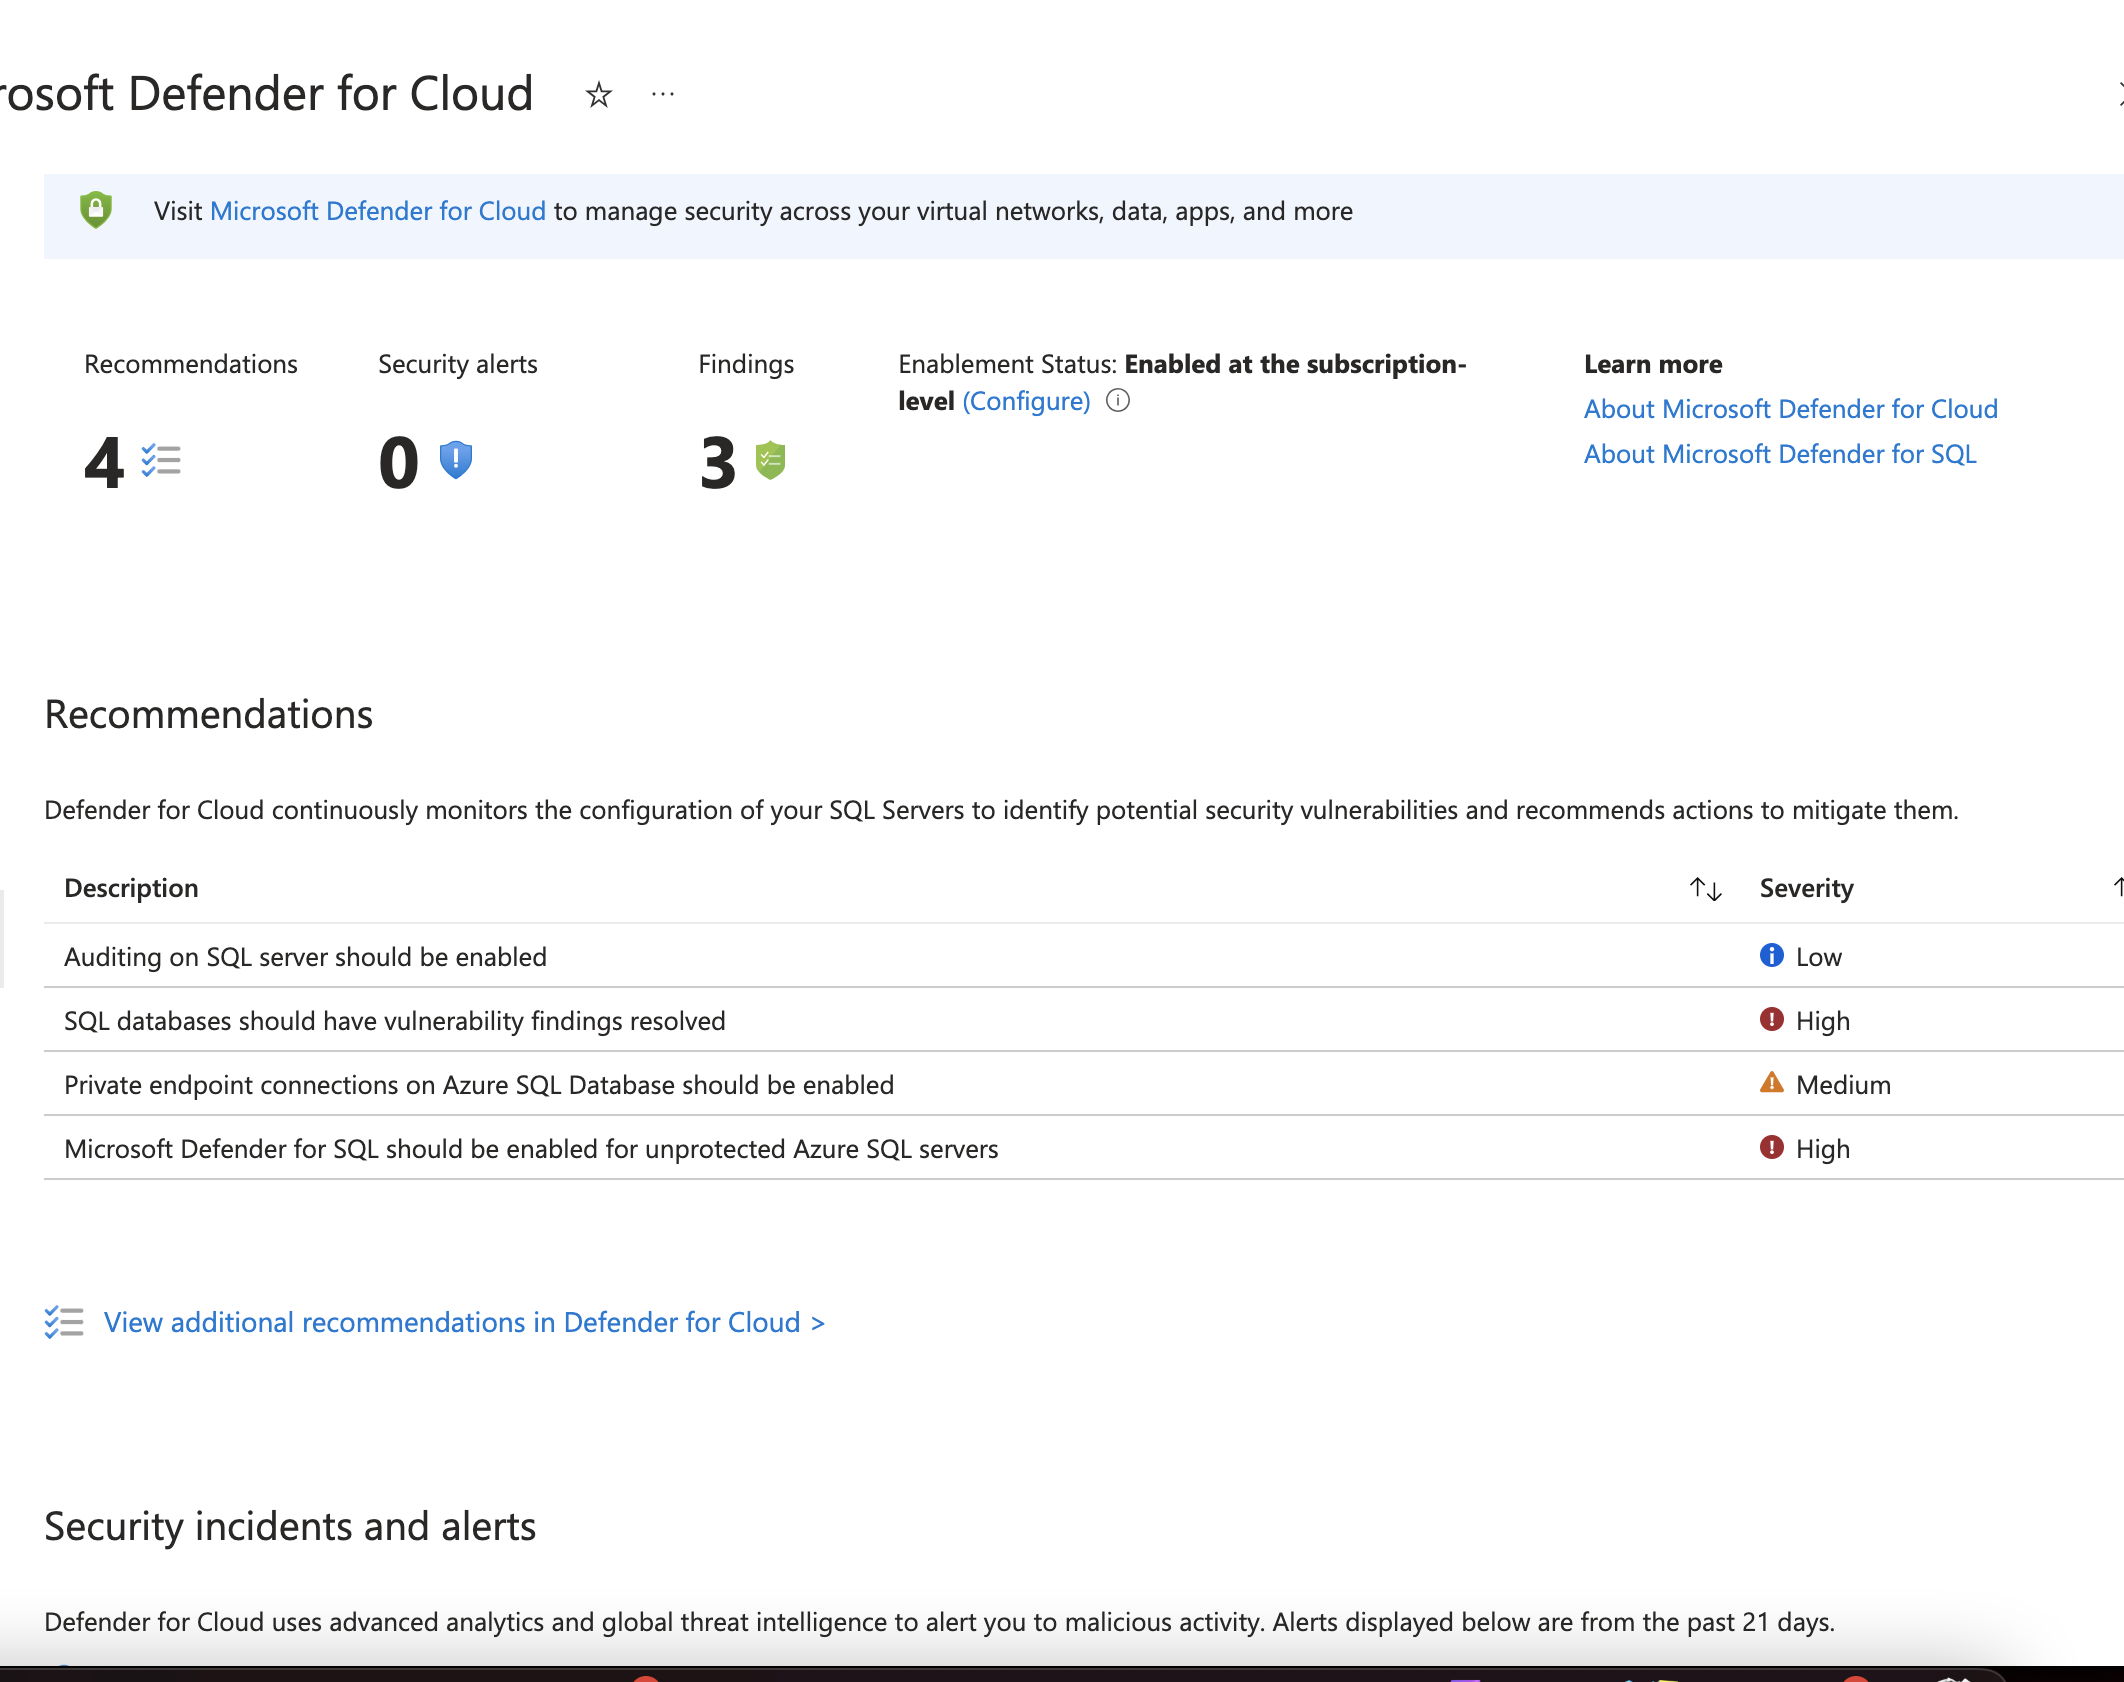 rosoft Defender for Cloud
Visit Microsoft Defender for Cloud to manage security across your virtual networks, data, apps, and more
Recommendations
4
Security alerts
0
Findings
3
Enablement Status: Enabled at the subscription-
level (Configure)
Learn more
About Microsoft Defender for Cloud
About Microsoft Defender for SQL
Recommendations
Defender for Cloud continuously monitors the configuration of your SQL Servers to identify potential security vulnerabilities and recommends actions to mitigate them.
Description Severity
Auditing on SQL server should be enabled Low
SQL databases should have vulnerability findings resolved High
Private endpoint connections on Azure SQL Database should be enabled Medium
Microsoft Defender for SQL should be enabled for unprotected Azure SQL servers High
View additional recommendations in Defender for Cloud >
Security incidents and alerts
Defender for Cloud uses advanced analytics and global threat intelligence to alert you to malicious activity. Alerts displayed below are from the past 21 days.